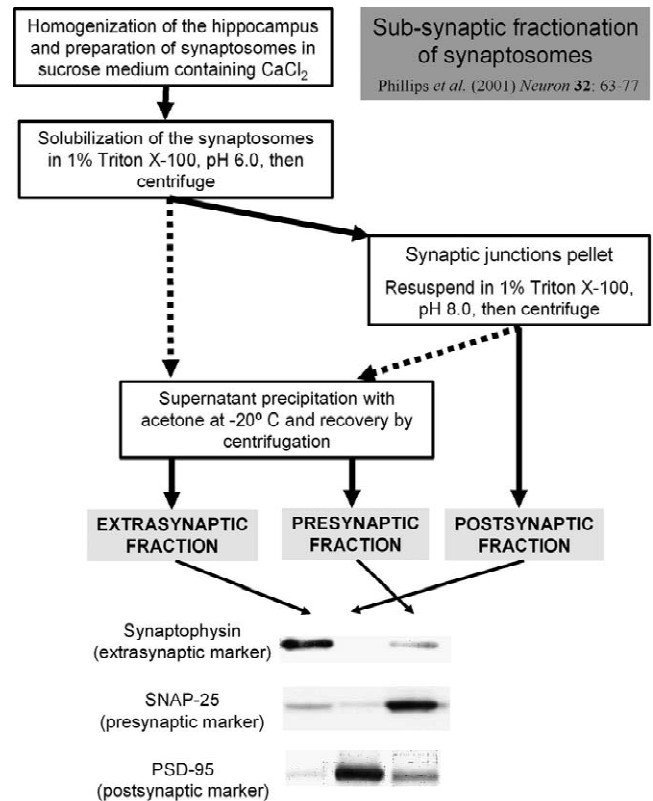 Homogenization of the hippocampus
and preparation of synaptosomes in
sucrose medium containing CaCl₂
Sub-synaptic fractionation
of synaptosomes
Phillips et al. (2001) Neuron 32: 63-77
Solubilization of the synaptosomes
in 1% Triton X-100, pH 6.0, then
centrifuge
Synaptic junctions pellet
Resuspend in 1% Triton X-100,
pH 8.0, then centrifuge
Supernatant precipitation with
acetone at -20º C and recovery by
centrifugation
EXTRASYNAPTIC
FRACTION
PRESYNAPTIC
FRACTION
POSTSYNAPTIC
FRACTION
Synaptophysin
(extrasynaptic marker)
SNAP-25
(presynaptic marker)
PSD-95
(postsynaptic marker)